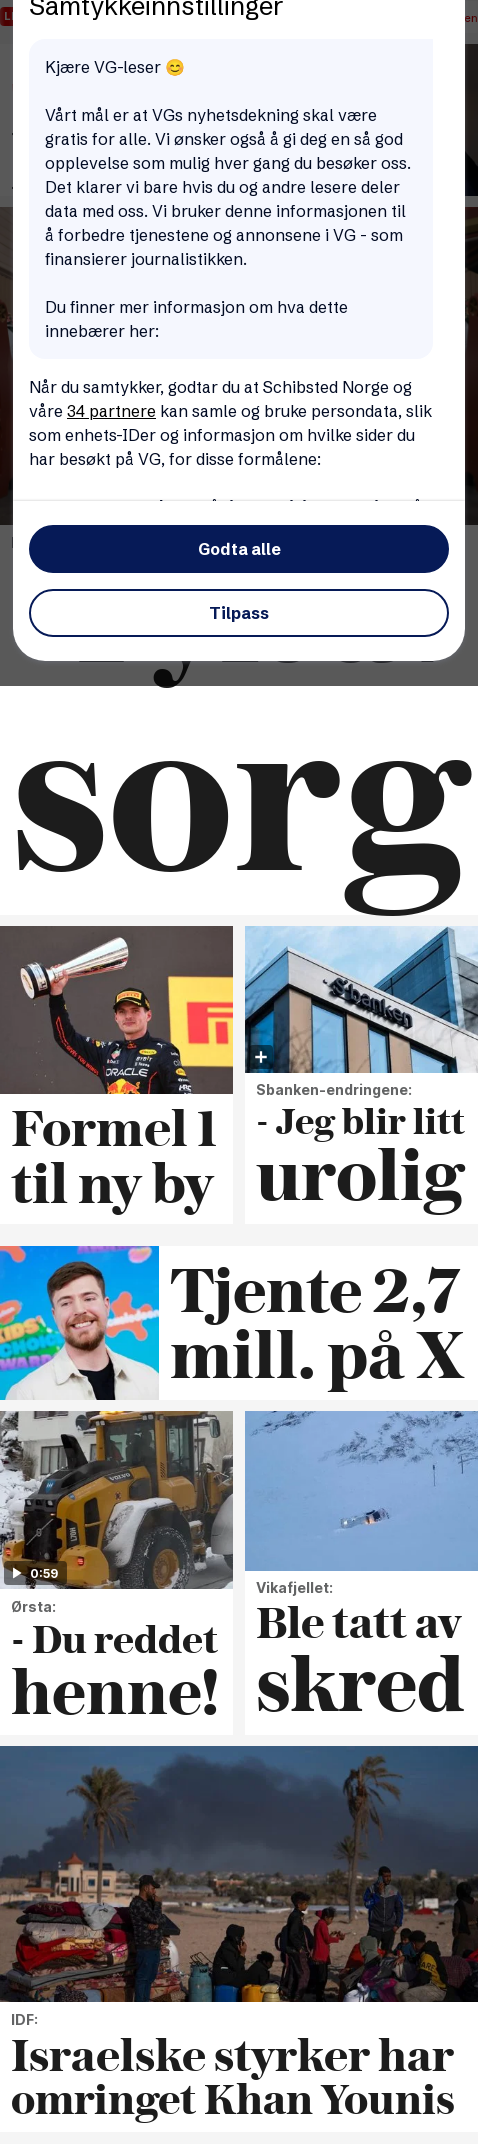 Samtykkeinnstillinger
Kjære VG-leser 😊
Vårt mål er at VGs nyhetsdekning skal være
gratis for alle. Vi ønsker også å gi deg en så god
opplevelse som mulig hver gang du besøker oss.
Det klarer vi bare hvis du og andre lesere deler
data med oss. Vi bruker denne informasjonen til
å forbedre tjenestene og annonsene i VG - som
finansierer journalistikken.
Du finner mer informasjon om hva dette
innebærer her:
Når du samtykker, godtar du at Schibsted Norge og
våre 34 partnere kan samle og bruke persondata, slik
som enhets-IDer og informasjon om hvilke sider du
har besøkt på VG, for disse formålene:
Godta alle
Tilpass
sorg
ORACLE
Formel 1
til ny by
Sbanken
Sbanken-endringene:
- Jeg blir litt
urolig
Tjente 2,7
mill. på X
VOLVO
0:59
Ørsta:
- Du reddet
henne!
Vikafjellet:
Ble tatt av
skred
IDF:
Israelske styrker har
omringet Khan Younis